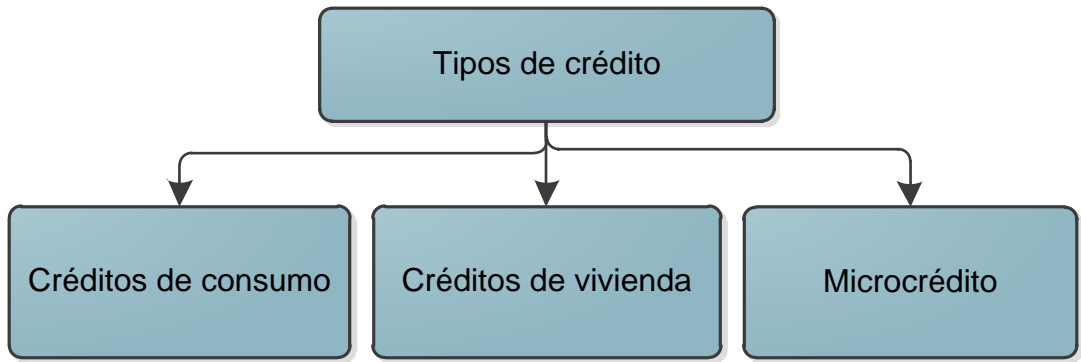 Tipos de crédito
Créditos de consumo
Créditos de vivienda
Microcrédito